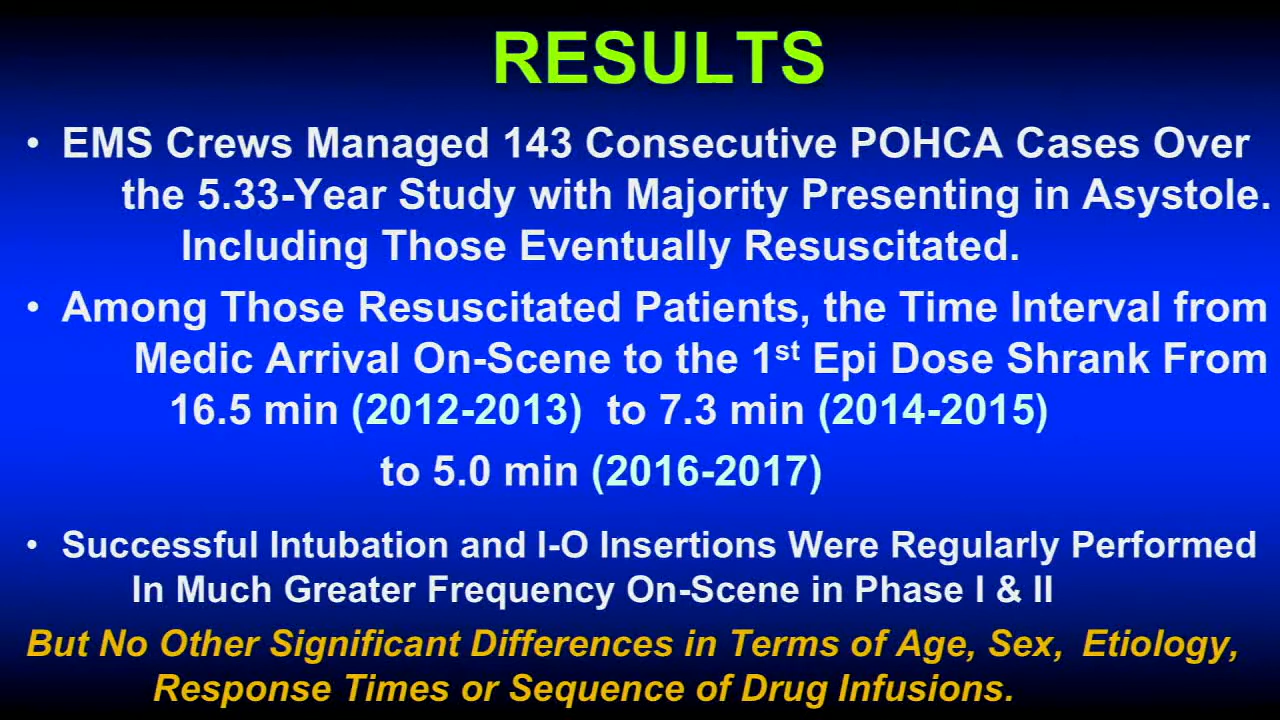 RESULTS
• EMS Crews Managed 143 Consecutive POHCA Cases Over
the 5.33-Year Study with Majority Presenting in Asystole.
Including Those Eventually Resuscitated.
• Among Those Resuscitated Patients, the Time Interval from
Medic Arrival On-Scene to the 1st Epi Dose Shrank From
16.5 min (2012-2013) to 7.3 min (2014-2015)
to 5.0 min (2016-2017)
• Successful Intubation and I-O Insertions Were Regularly Performed
In Much Greater Frequency On-Scene in Phase I & II
But No Other Significant Differences in Terms of Age, Sex, Etiology,
Response Times or Sequence of Drug Infusions.